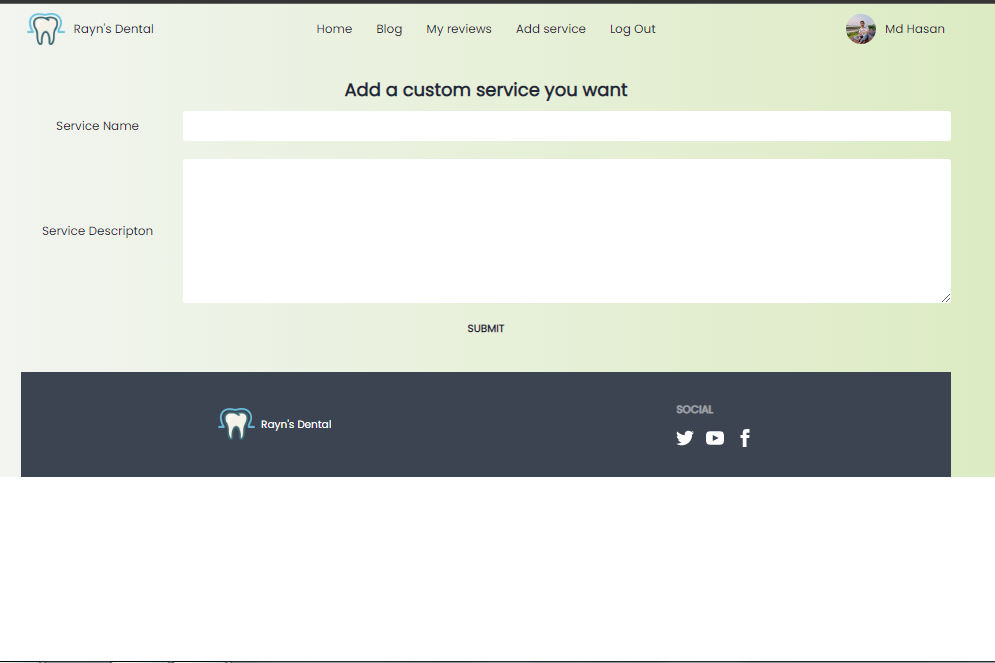 Rayn's Dental Home Blog My reviews Add service Log Out Md Hasan
Add a custom service you want
Service Name
Service Descripton
SUBMIT
Rayn's Dental
SOCIAL